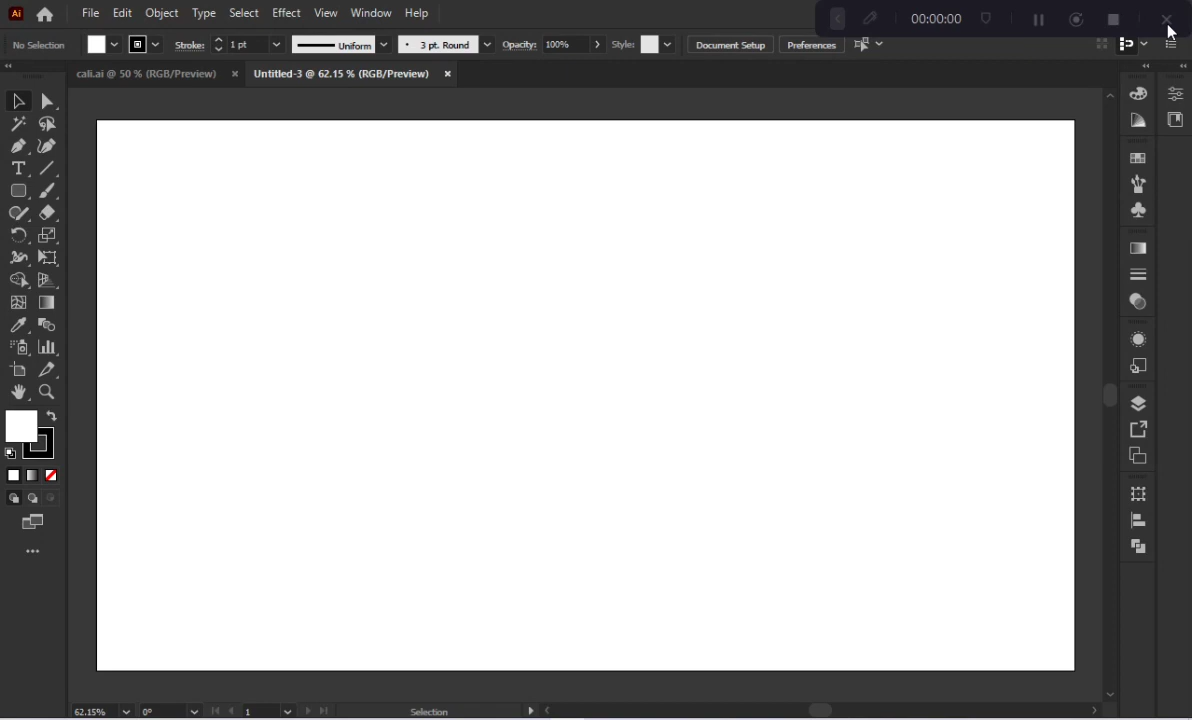 Ai File Edit Object Type Select Effect View Window Help 00:00:00
No Selection Stroke: 1 pt Uniform 3 pt. Round Opacity: 100% Style: Document Setup Preferences
cali.ai @ 50 % (RGB/Preview) × Untitled-3 @ 62.15 % (RGB/Preview) ×
62.15% 0° 1 Selection